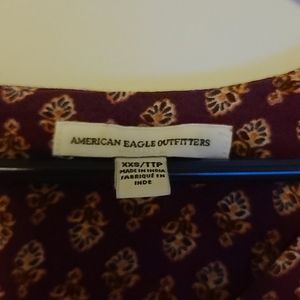 AMERICAN EAGLE OUTFITTERS
XXS/TTP
MADE IN INDIA
FABRIQUÉ EN
INDE